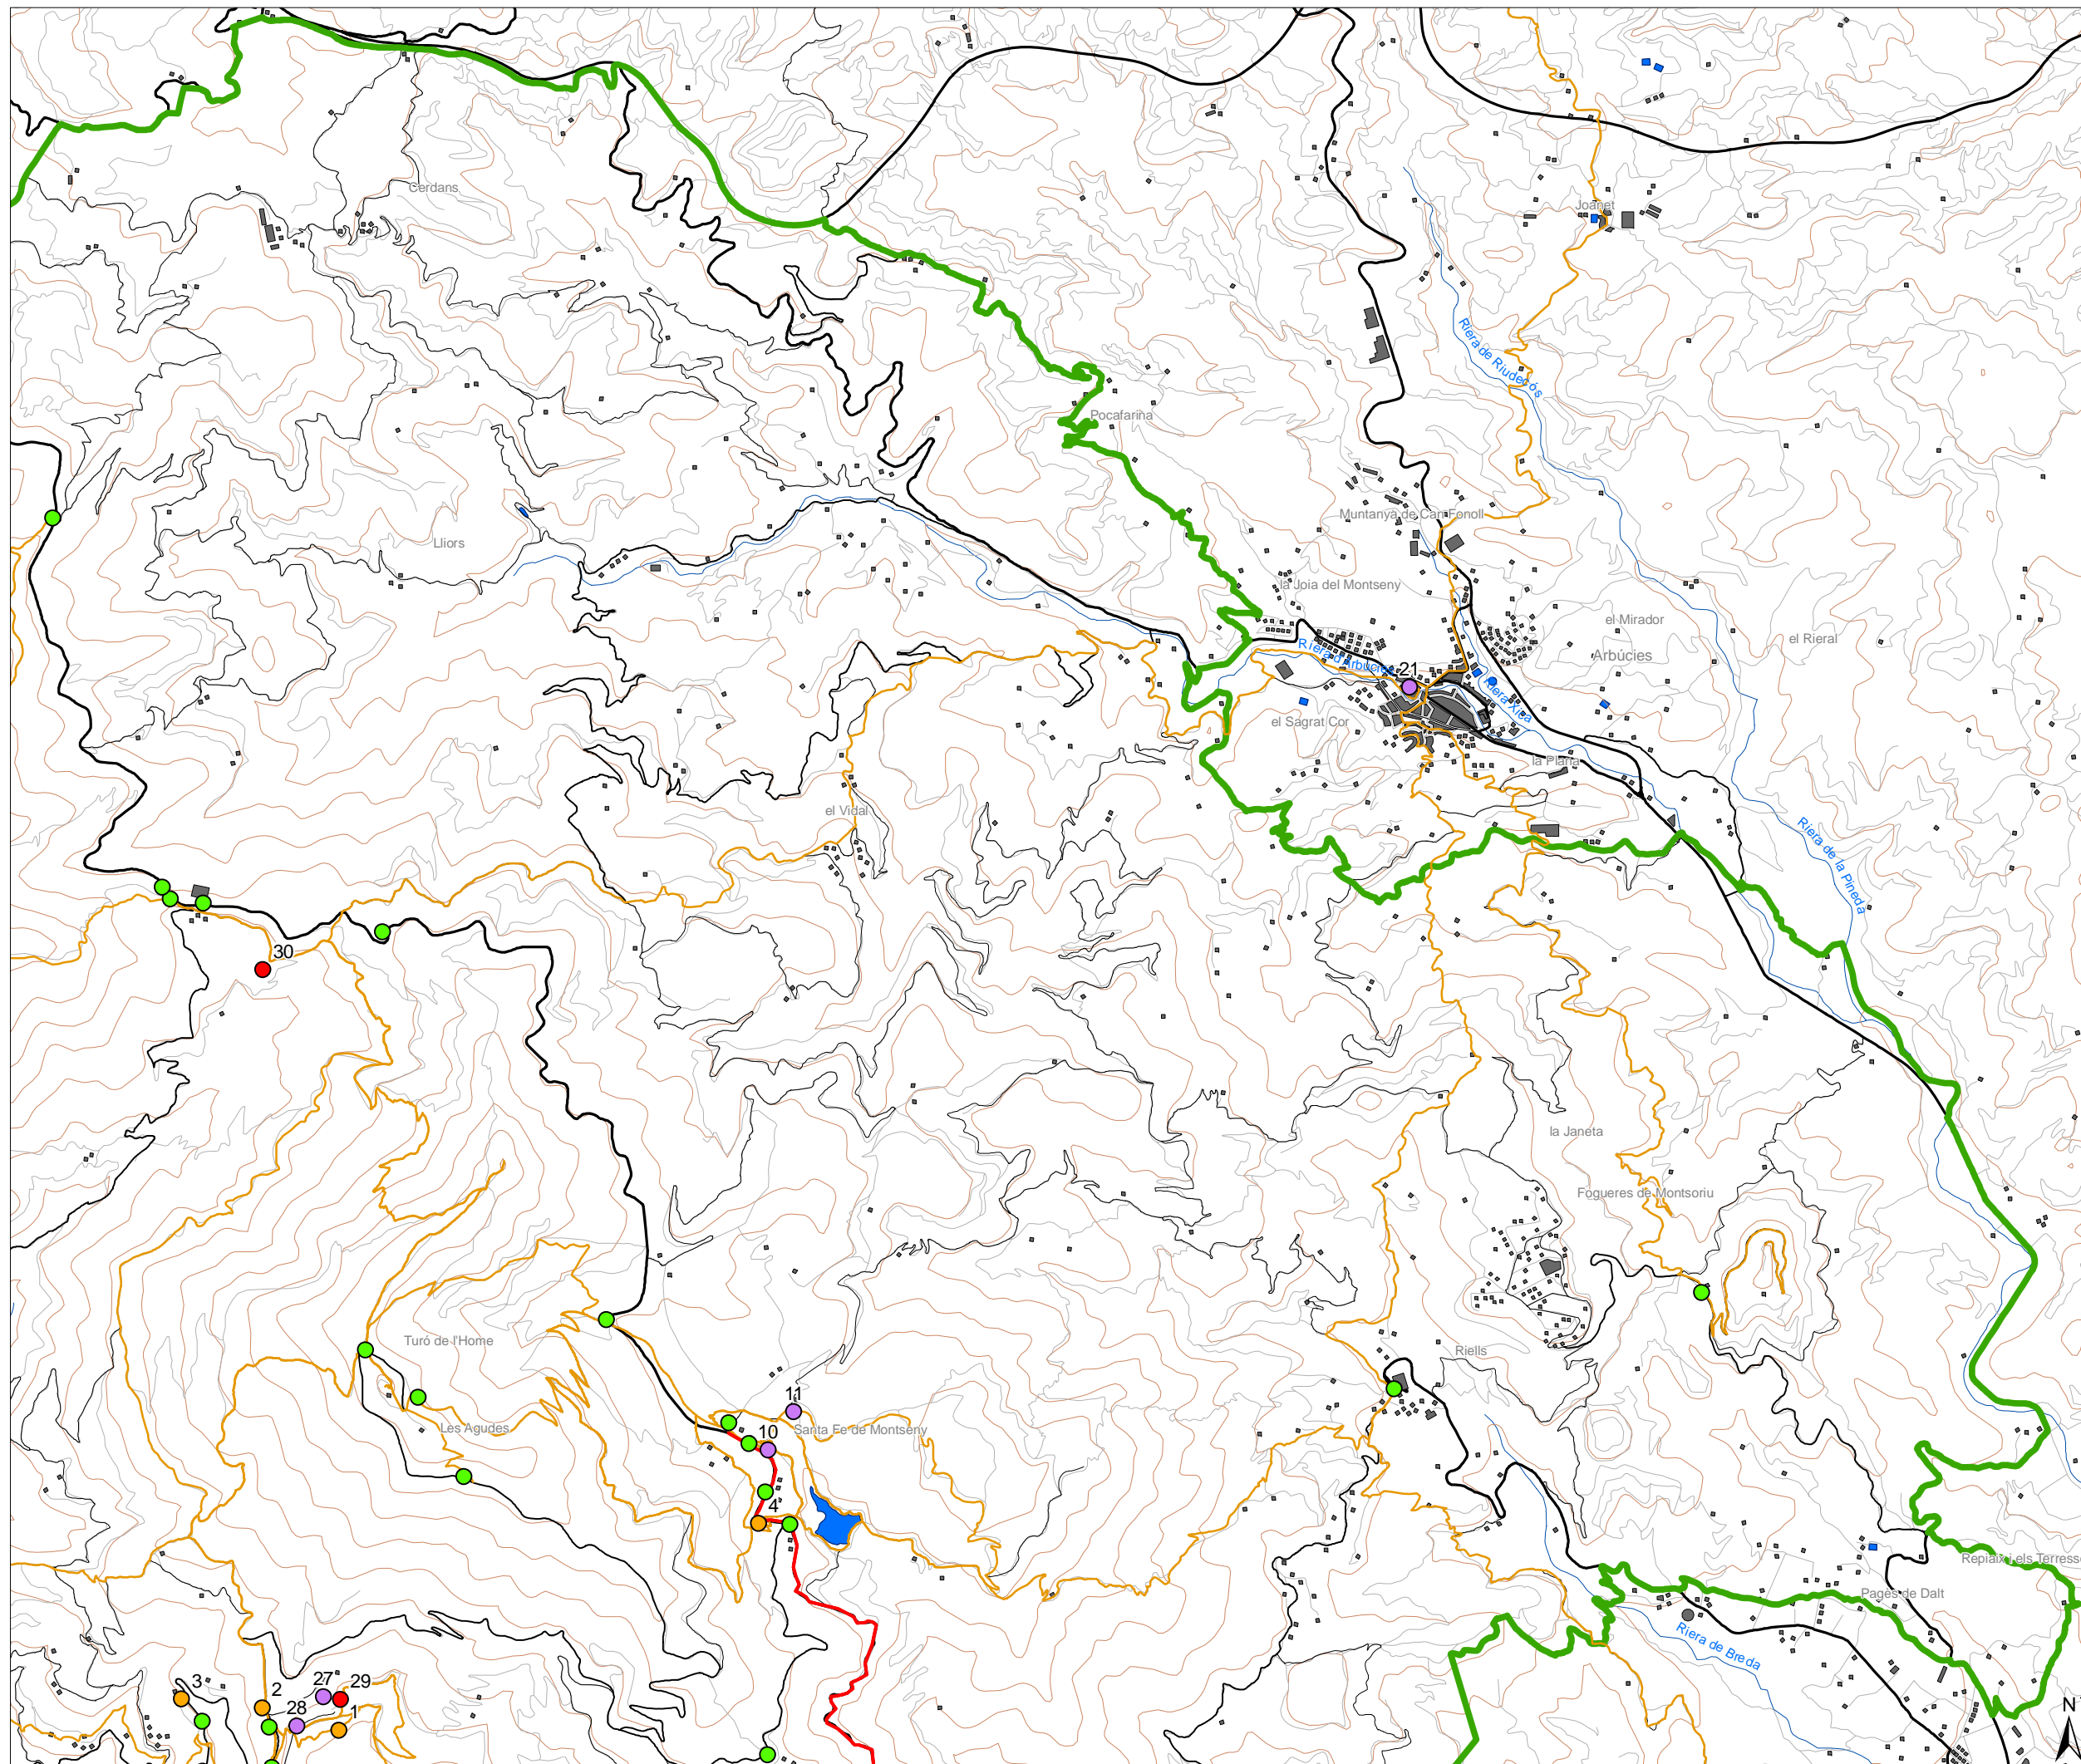 Cerdans
Joanet
Riera de Riudecós
Pocafarina
Muntanya de Can Fonoll
Lliors
la Joia del Montseny
el Mirador
el Rieral
Arbúcies
Riera d'Arbúcies
21
Riera Xica
el Sagrat Cor
la Plana
el Vidal
Riera de la Pineda
30
la Janeta
Fogueres de Montsoriu
Turó de l'Home
Riells
11
Les Agudes
10
Santa Fe de Montseny
4
Repiaix i els Terresso
Pagès de Dalt
Riera de Breda
3
2
27
29
28
1
N